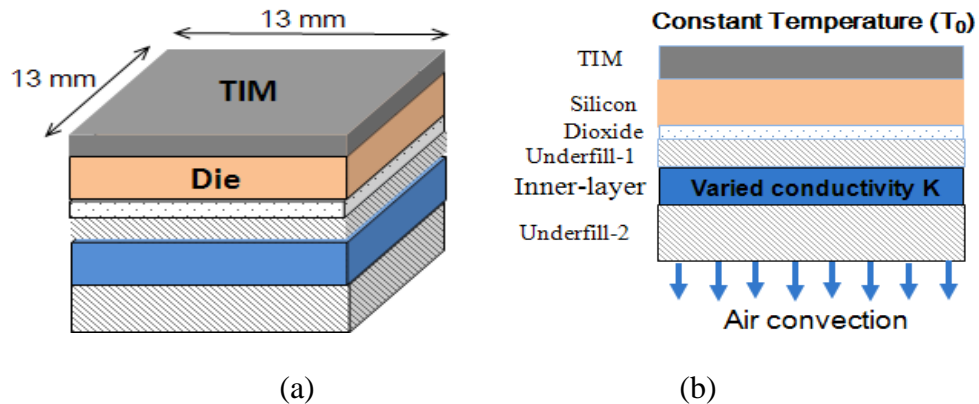 13 mm
13 mm
TIM
Die
(a)
Constant Temperature (T₀)
TIM
Silicon
Dioxide
Underfill-1
Inner-layer
Varied conductivity K
Underfill-2
Air convection
(b)